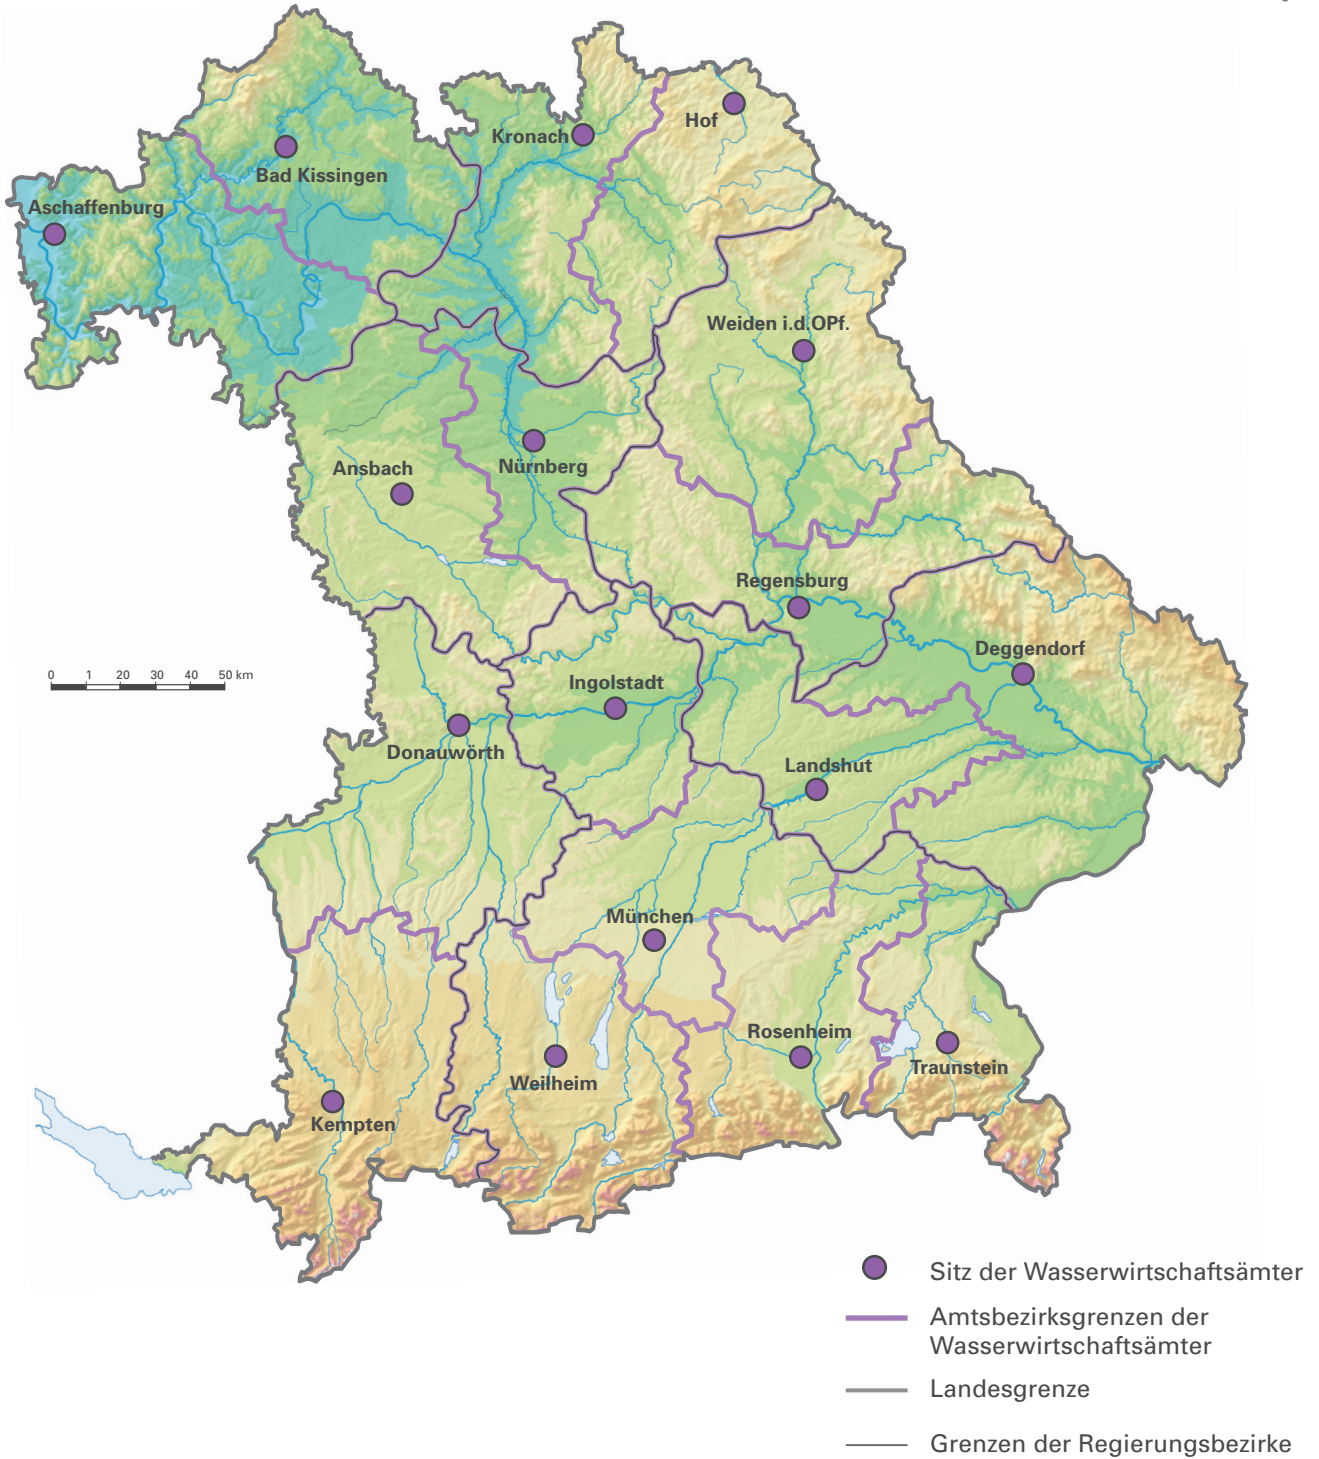 Hof
Kronach
Bad Kissingen
Aschaffenburg
Weiden i.d.OPf.
Ansbach
Nürnberg
Regensburg
Deggendorf
0 1 20 30 40 50 km
Ingolstadt
Donauwörth
Landshut
München
Rosenheim
Traunstein
Weilheim
Kempten
Sitz der Wasserwirtschaftsämter
Amtsbezirksgrenzen der
Wasserwirtschaftsämter
Landesgrenze
Grenzen der Regierungsbezirke